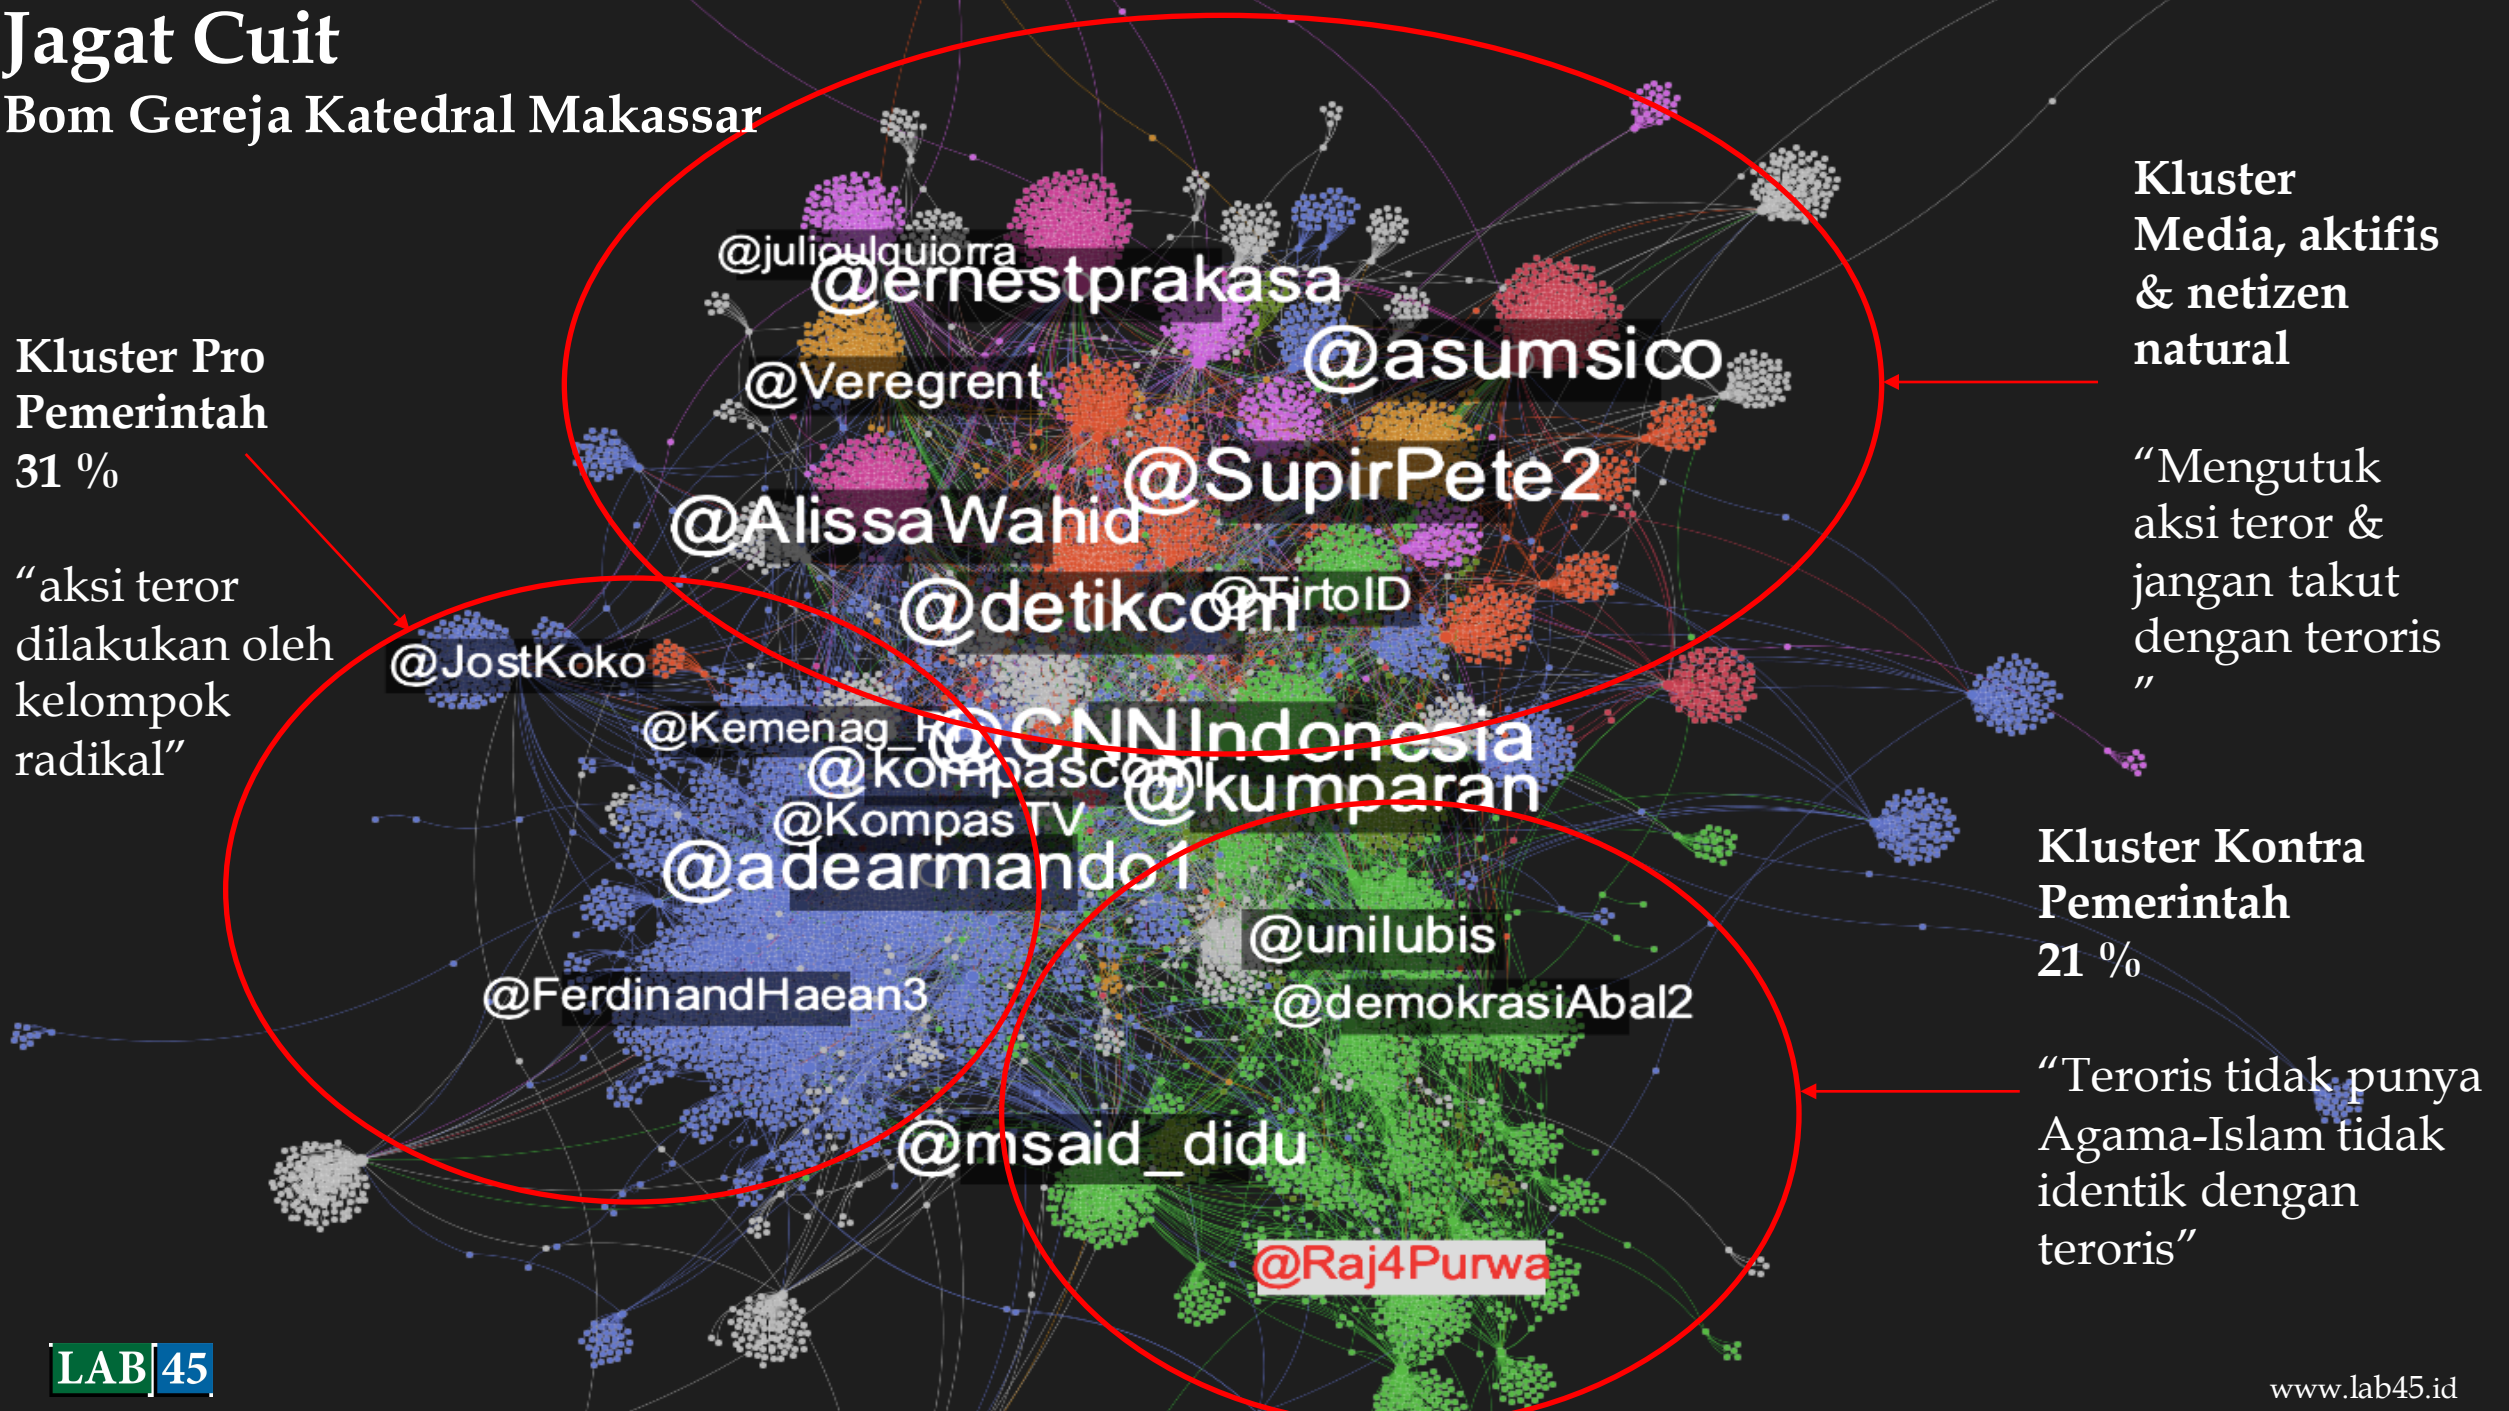 Jagat Cuit
Bom Gereja Katedral Makassar
Kluster Pro
Pemerintah
31 %
“aksi teror
dilakukan oleh
kelompok
radikal”
@julioulquiorra_
@ernestprakasa
@asumsico
@Veregrent
@SupirPete2
@AlissaWahid
@detikcom
@TirtoID
@JostKoko
@Kemenag_RI
@CNNIndonesia
@kompascom
@kumparan
@KompasTV
@adearmando1
@unilubis
@FerdinandHaean3
@demokrasiAbal2
@msaid_didu
@Raj4Purwa
Kluster
Media, aktifis
& netizen
natural
“Mengutuk
aksi teror &
jangan takut
dengan teroris
”
Kluster Kontra
Pemerintah
21 %
“Teroris tidak punya
Agama-Islam tidak
identik dengan
teroris”
LAB 45
www.lab45.id